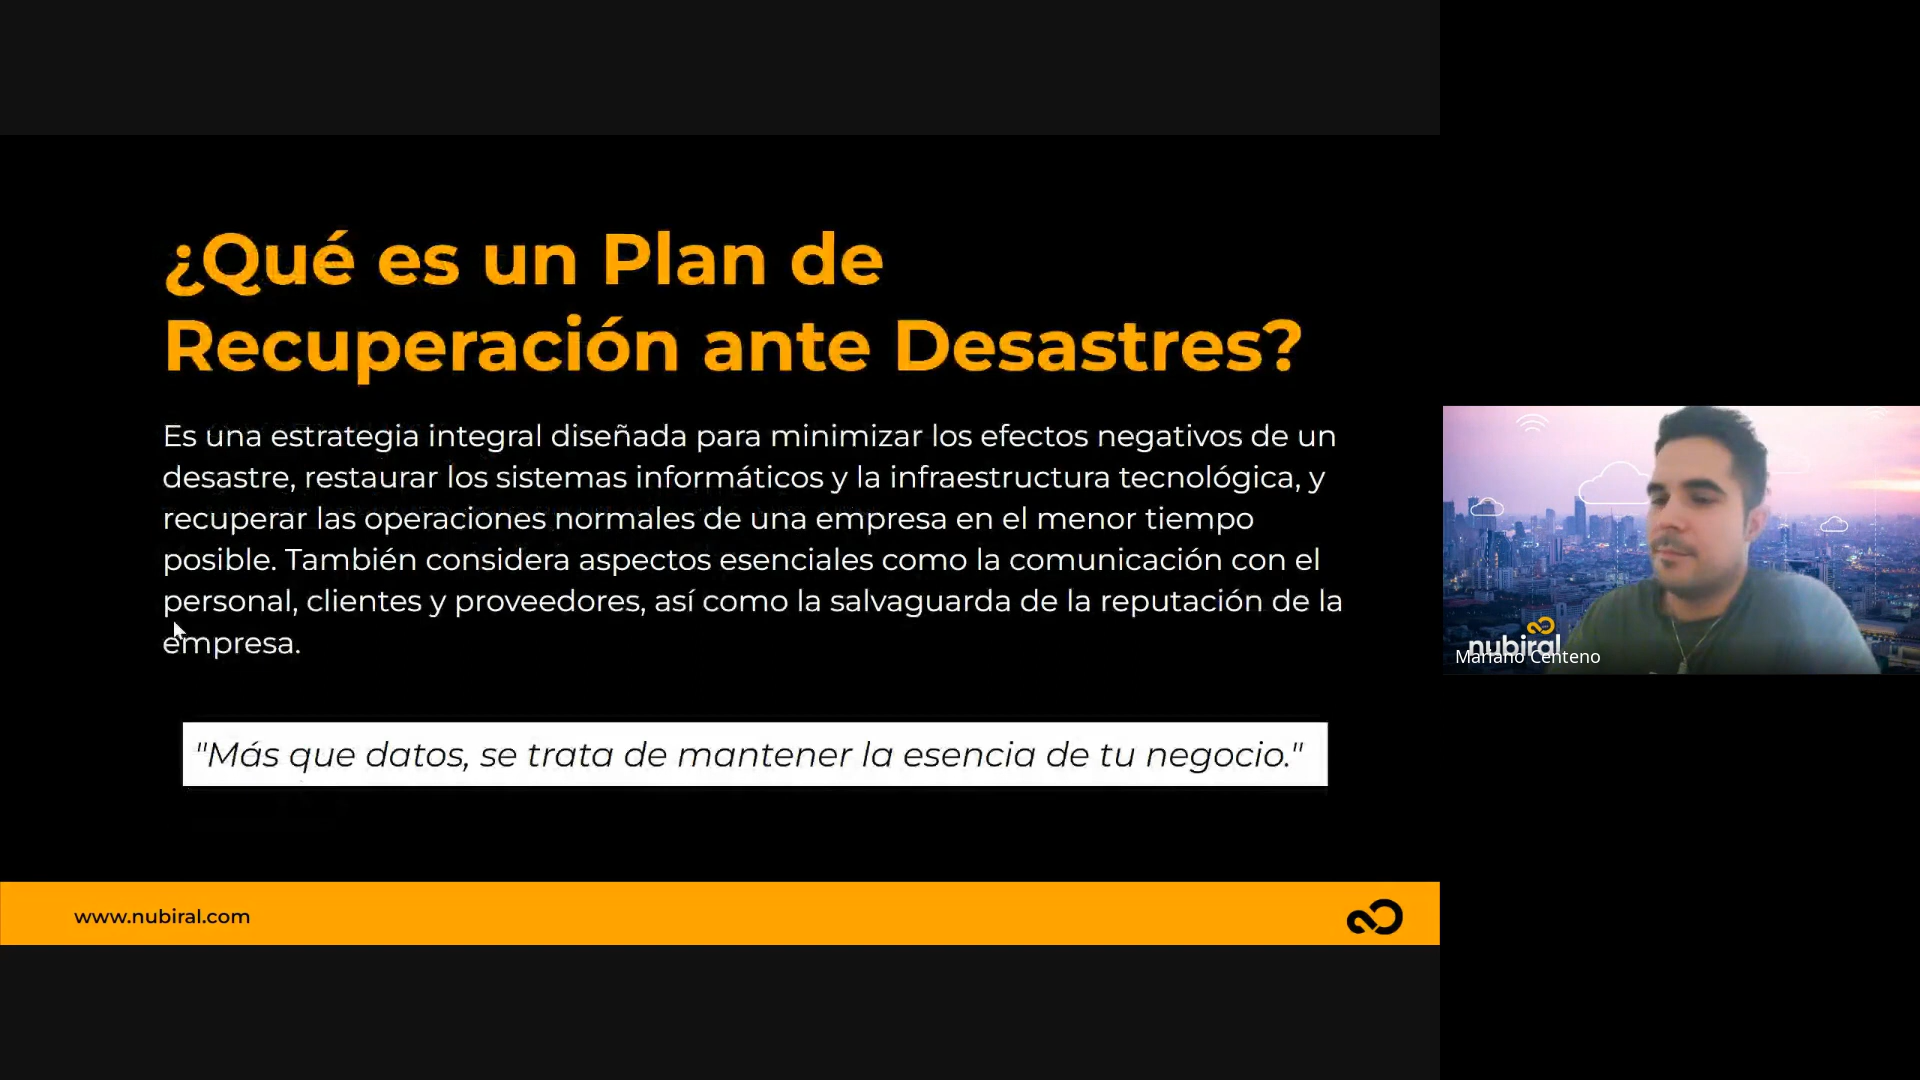 ¿Qué es un Plan de
Recuperación ante Desastres?
Es una estrategia integral diseñada para minimizar los efectos negativos de un
desastre, restaurar los sistemas informáticos y la infraestructura tecnológica, y
recuperar las operaciones normales de una empresa en el menor tiempo
posible. También considera aspectos esenciales como la comunicación con el
personal, clientes y proveedores, así como la salvaguarda de la reputación de la
empresa.
"Más que datos, se trata de mantener la esencia de tu negocio."
www.nubiral.com
nubiral
Mariano Centeno